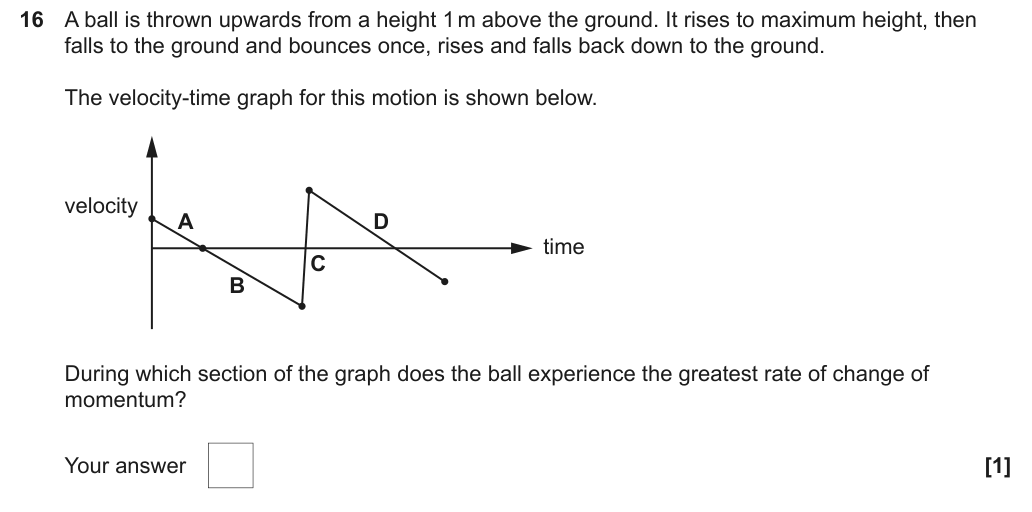 16 A ball is thrown upwards from a height 1 m above the ground. It rises to maximum height, then
falls to the ground and bounces once, rises and falls back down to the ground.
The velocity-time graph for this motion is shown below.
velocity
A
D
time
C
B
During which section of the graph does the ball experience the greatest rate of change of
momentum?
Your answer [1]